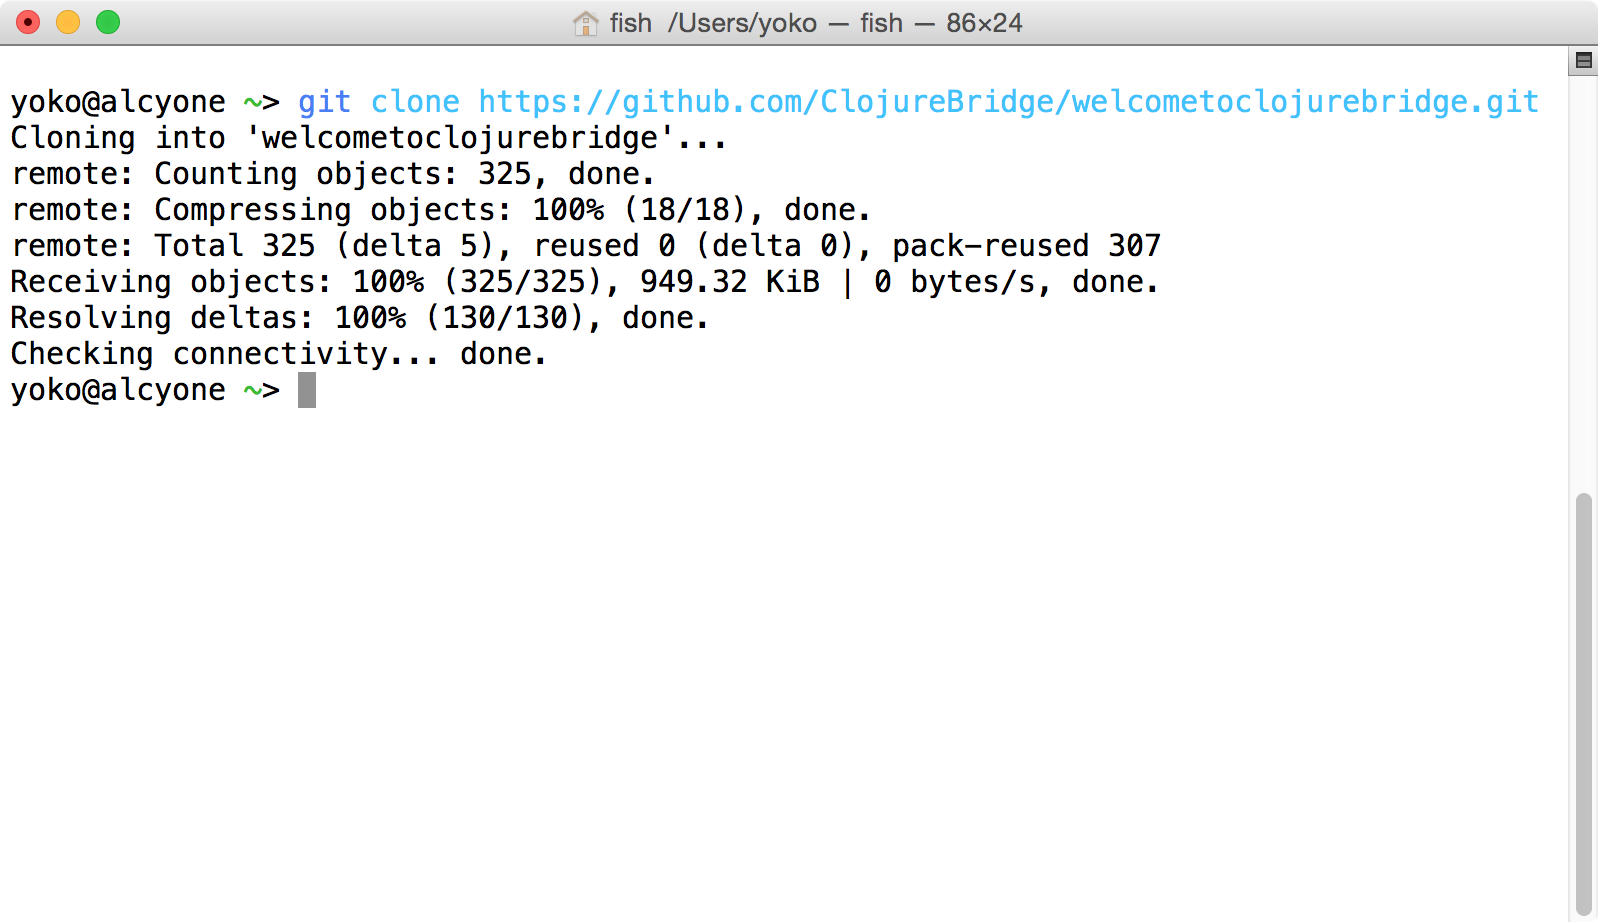 fish /Users/yoko — fish — 86×24
yoko@alcyone ~> git clone https://github.com/ClojureBridge/welcometoclojurebridge.git
Cloning into 'welcometoclojurebridge'...
remote: Counting objects: 325, done.
remote: Compressing objects: 100% (18/18), done.
remote: Total 325 (delta 5), reused 0 (delta 0), pack-reused 307
Receiving objects: 100% (325/325), 949.32 KiB | 0 bytes/s, done.
Resolving deltas: 100% (130/130), done.
Checking connectivity... done.
yoko@alcyone ~>